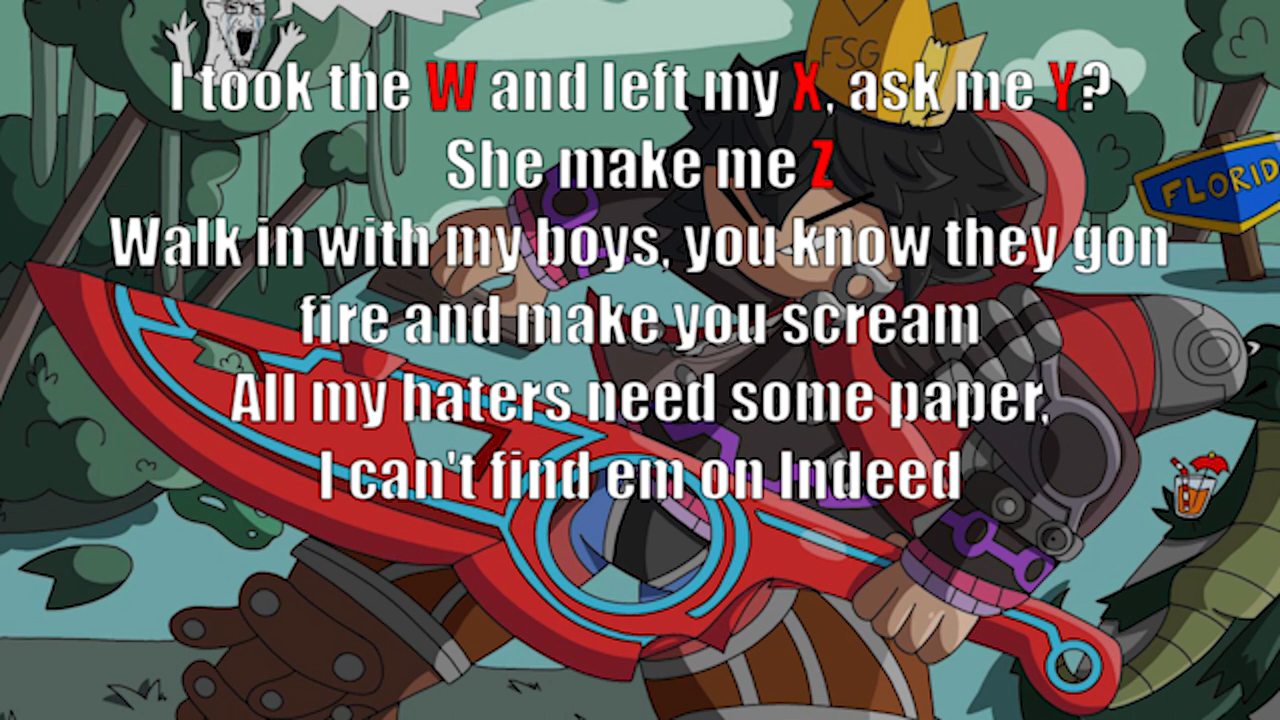 FSG
I took the W and left my X, ask me Y?
She make me Z
FLORID
Walk in with my boys, you know they gon
fire and make you scream
All my haters need some paper,
I can't find em on Indeed